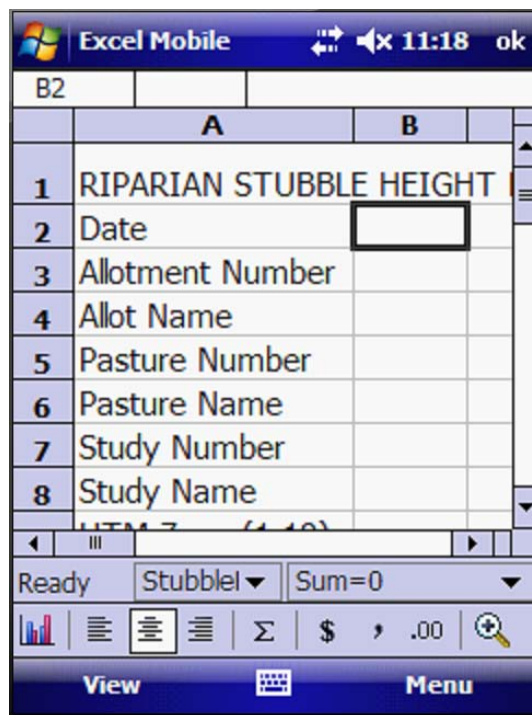 Excel Mobile 11:18 ok
B2
A B
1 RIPARIAN STUBBLE HEIGHT
2 Date
3 Allotment Number
4 Allot Name
5 Pasture Number
6 Pasture Name
7 Study Number
8 Study Name
Ready Stubblel Sum=0
Σ $ , .00
View Menu